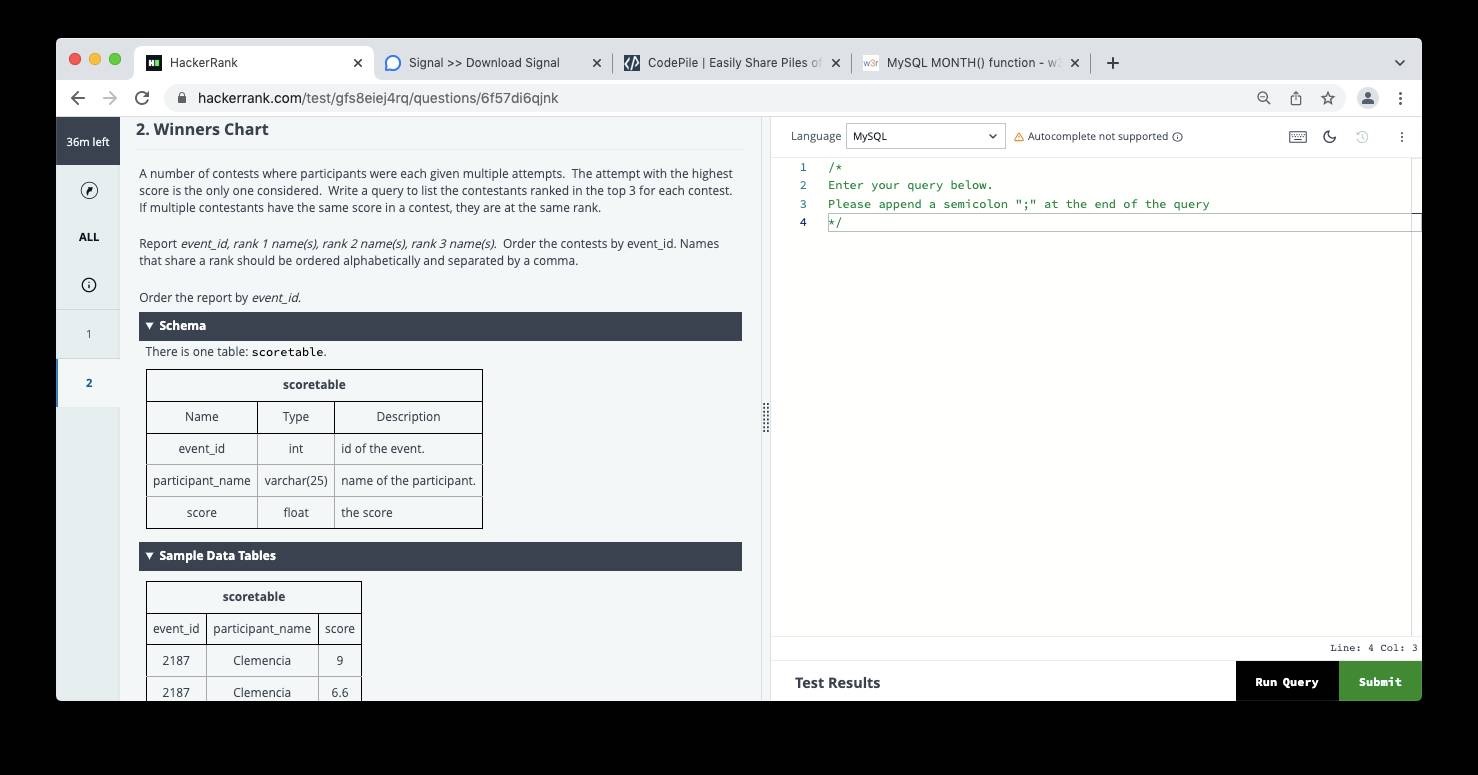 HackerRank
Signal >> Download Signal
CodePile | Easily Share Piles of
MySQL MONTH() function - w3
hackerrank.com/test/gfs8eiej4rq/questions/6f57di6qjnk
36m left
ALL
1
2
2. Winners Chart
A number of contests where participants were each given multiple attempts.  The attempt with the highest
score is the only one considered.  Write a query to list the contestants ranked in the top 3 for each contest.
If multiple contestants have the same score in a contest, they are at the same rank.
Report event_id, rank 1 name(s), rank 2 name(s), rank 3 name(s).  Order the contests by event_id. Names
that share a rank should be ordered alphabetically and separated by a comma.
Order the report by event_id.
▼ Schema
There is one table: scoretable.
scoretable
Name Type Description
event_id int id of the event.
participant_name varchar(25) name of the participant.
score float the score
▼ Sample Data Tables
scoretable
event_id participant_name score
2187 Clemencia 9
2187 Clemencia 6.6
Language MySQL Autocomplete not supported
1 /*
2 Enter your query below.
3 Please append a semicolon ";" at the end of the query
4 */
Line: 4 Col: 3
Test Results
Run Query
Submit